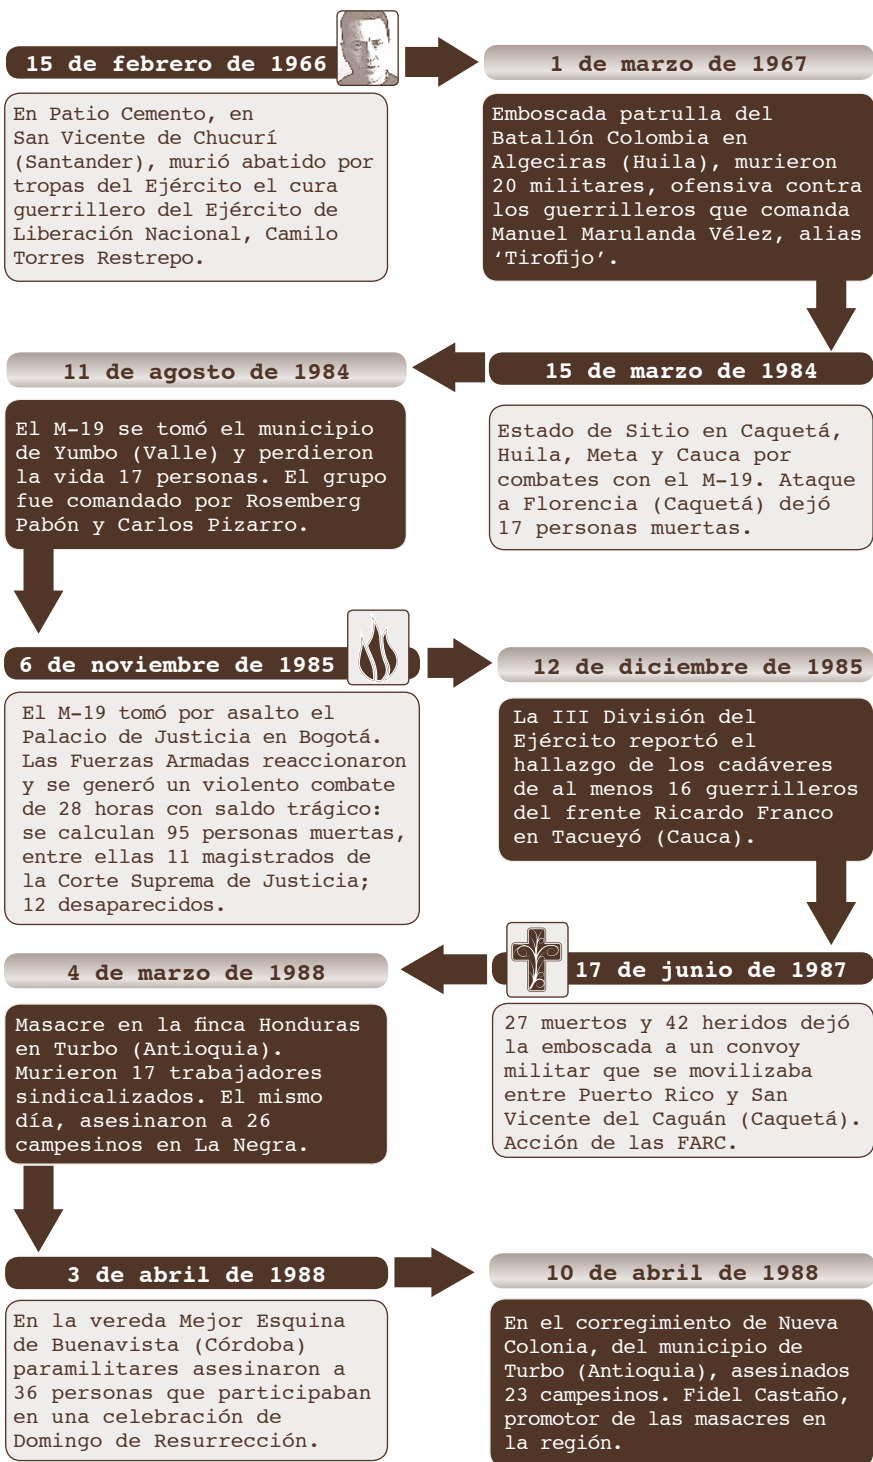 15 de febrero de 1966
En Patio Cemento, en
San Vicente de Chucurí
(Santander), murió abatido por
tropas del Ejército el cura
guerrillero del Ejército de
Liberación Nacional, Camilo
Torres Restrepo.
1 de marzo de 1967
Emboscada patrulla del
Batallón Colombia en
Algeciras (Huila), murieron
20 militares, ofensiva contra
los guerrilleros que comanda
Manuel Marulanda Vélez, alias
‘Tirofijo’.
15 de marzo de 1984
Estado de Sitio en Caquetá,
Huila, Meta y Cauca por
combates con el M-19. Ataque
a Florencia (Caquetá) dejó
17 personas muertas.
11 de agosto de 1984
El M-19 se tomó el municipio
de Yumbo (Valle) y perdieron
la vida 17 personas. El grupo
fue comandado por Rosemberg
Pabón y Carlos Pizarro.
6 de noviembre de 1985
El M-19 tomó por asalto el
Palacio de Justicia en Bogotá.
Las Fuerzas Armadas reaccionaron
y se generó un violento combate
de 28 horas con saldo trágico:
se calculan 95 personas muertas,
entre ellas 11 magistrados de
la Corte Suprema de Justicia;
12 desaparecidos.
12 de diciembre de 1985
La III División del
Ejército reportó el
hallazgo de los cadáveres
de al menos 16 guerrilleros
del frente Ricardo Franco
en Tacueyó (Cauca).
17 de junio de 1987
27 muertos y 42 heridos dejó
la emboscada a un convoy
militar que se movilizaba
entre Puerto Rico y San
Vicente del Caguán (Caquetá).
Acción de las FARC.
4 de marzo de 1988
Masacre en la finca Honduras
en Turbo (Antioquia).
Murieron 17 trabajadores
sindicalizados. El mismo
día, asesinaron a 26
campesinos en La Negra.
3 de abril de 1988
En la vereda Mejor Esquina
de Buenavista (Córdoba)
paramilitares asesinaron a
36 personas que participaban
en una celebración de
Domingo de Resurrección.
10 de abril de 1988
En el corregimiento de Nueva
Colonia, del municipio de
Turbo (Antioquia), asesinados
23 campesinos. Fidel Castaño,
promotor de las masacres en
la región.